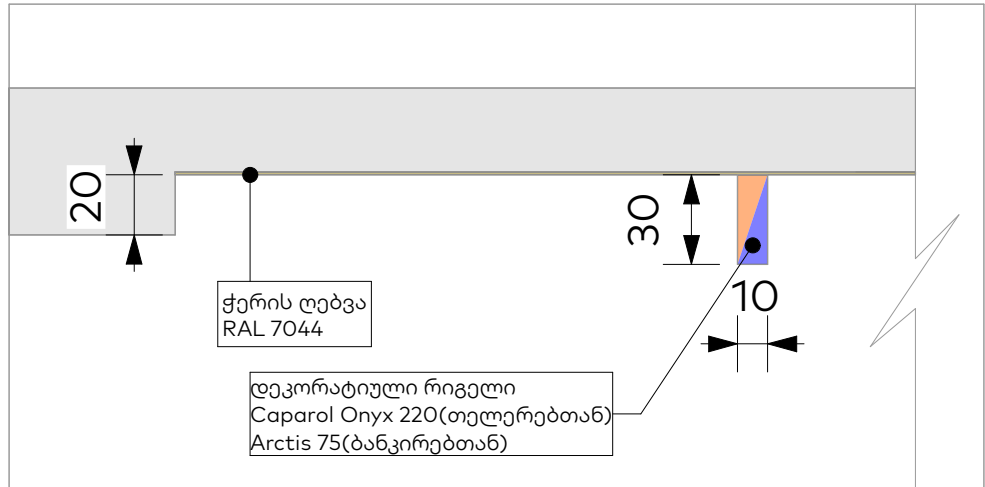 20
30
10
ჭერის ღებვა
RAL 7044
დეკორატიული რიგელი
Caparol Onyx 220(თელერებთან)
Arctis 75(ბანკირებთან)